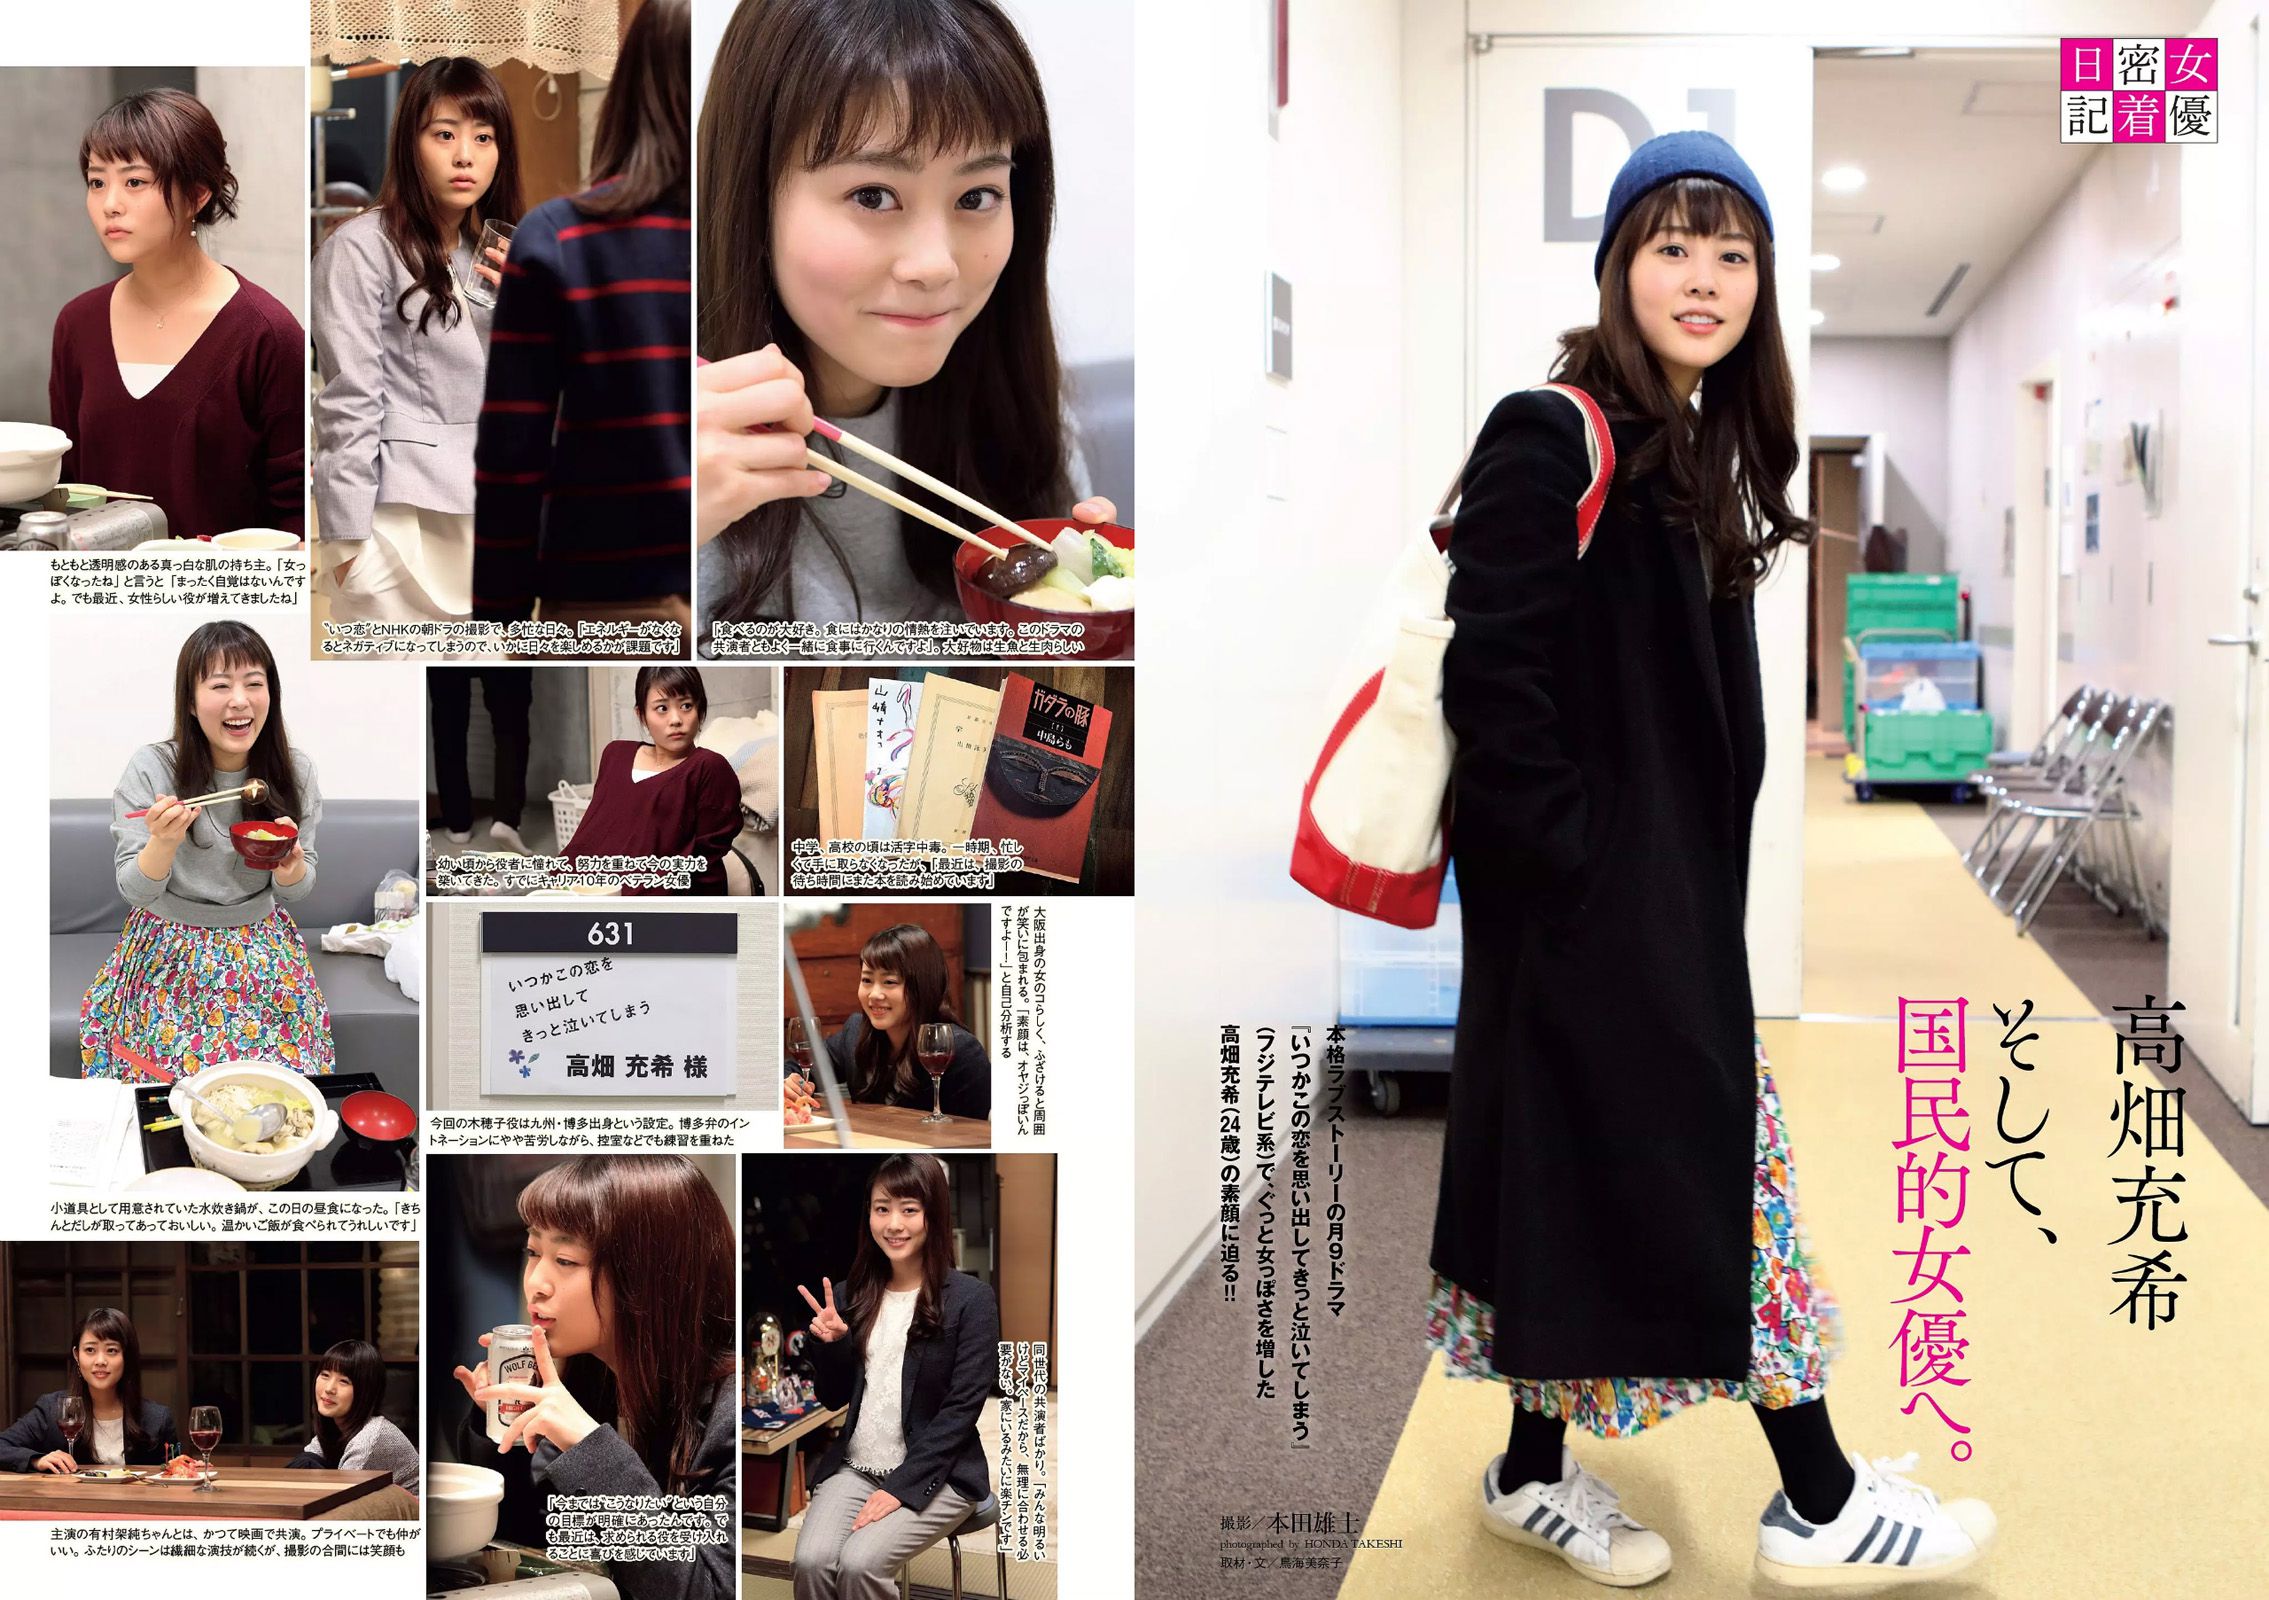 女優
密着
日記
高畑充希
そして、
国民的女優へ。
本格ラブストーリーの月9ドラマ
『いつかこの恋を思い出してきっと泣いてしまう』
(フジテレビ系)で、ぐっと女っぽさを増した
高畑充希(24歳)の素顔に迫る!!
撮影／本田雄士
photographed by HONDA TAKESHI
取材・文／鳥海美奈子
「食べるのが大好き。食にはかなりの情熱を注いでいます。このドラマの
共演者ともよく一緒に食事に行くんですよ」。大好物は生魚と生肉らしい
“いつ恋”とNHKの朝ドラの撮影で、多忙な日々。「エネルギーがなくな
るとネガティブになってしまうので、いかに日々を楽しめるかが課題です」
もともと透明感のある真っ白な肌の持ち主。「女っ
ぽくなったね」と言うと「まったく自覚はないんです
よ。でも最近、女性らしい役が増えてきましたね」
ガダラの豚
中島らも
中学、高校の頃は活字中毒。一時期、忙し
くて手に取らなくなったが、「最近は、撮影の
待ち時間にまた本を読み始めています」
幼い頃から役者に憧れて、努力を重ねて今の実力を
築いてきた。すでにキャリア10年のベテラン女優
大阪出身の女のコらしく、ふざけると周囲
が笑いに包まれる。「素顔は、オヤジっぽいん
ですよー！」と自己分析する
631
いつかこの恋を
思い出して
きっと泣いてしまう
高畑 充希 様
今回の木穂子役は九州・博多出身という設定。博多弁のイン
トネーションにやや苦労しながら、控室などでも練習を重ねた
小道具として用意されていた水炊き鍋が、この日の昼食になった。「きち
んとだしが取ってあっておいしい。温かいご飯が食べられてうれしいです」
同世代の共演者ばかり。「みんな明るい
けどマイペースだから、無理に合わせる必
要がない。家にいるみたいに楽チンです」
WOLF BE
「今までは“こうなりたい”という自分
の目標が明確にあったんです。で
も最近は、求められる役を受け入れ
ることに喜びを感じています」
主演の有村架純ちゃんとは、かつて映画で共演。プライベートでも仲が
いい。ふたりのシーンは繊細な演技が続くが、撮影の合間には笑顔も